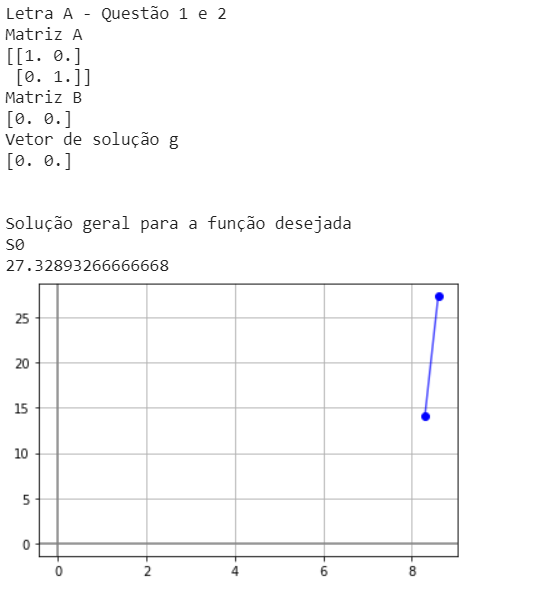 Letra A - Questão 1 e 2
Matriz A
[[1. 0.]
[0. 1.]]
Matriz B
[0. 0.]
Vetor de solução g
[0. 0.]
Solução geral para a função desejada
S0
27.32893266666668
25
20
15
10
5
0
0 2 4 6 8